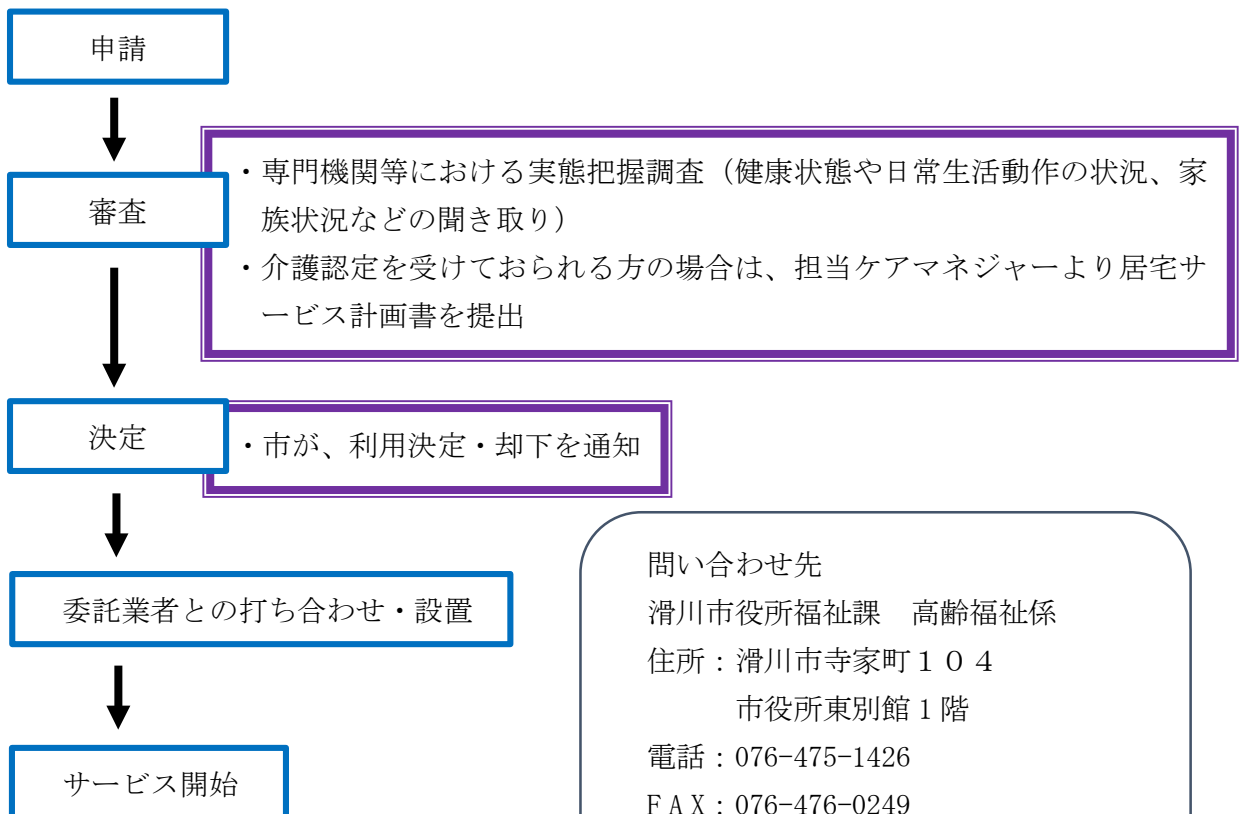 申請
審査
・専門機関等における実態把握調査（健康状態や日常生活動作の状況、家
族状況などの聞き取り）
・介護認定を受けておられる方の場合は、担当ケアマネジャーより居宅サ
ービス計画書を提出
決定
・市が、利用決定・却下を通知
委託業者との打ち合わせ・設置
サービス開始
問い合わせ先
滑川市役所福祉課　高齢福祉係
住所：滑川市寺家町１０４
市役所東別館１階
電話：076-475-1426
ＦＡＸ：076-476-0249